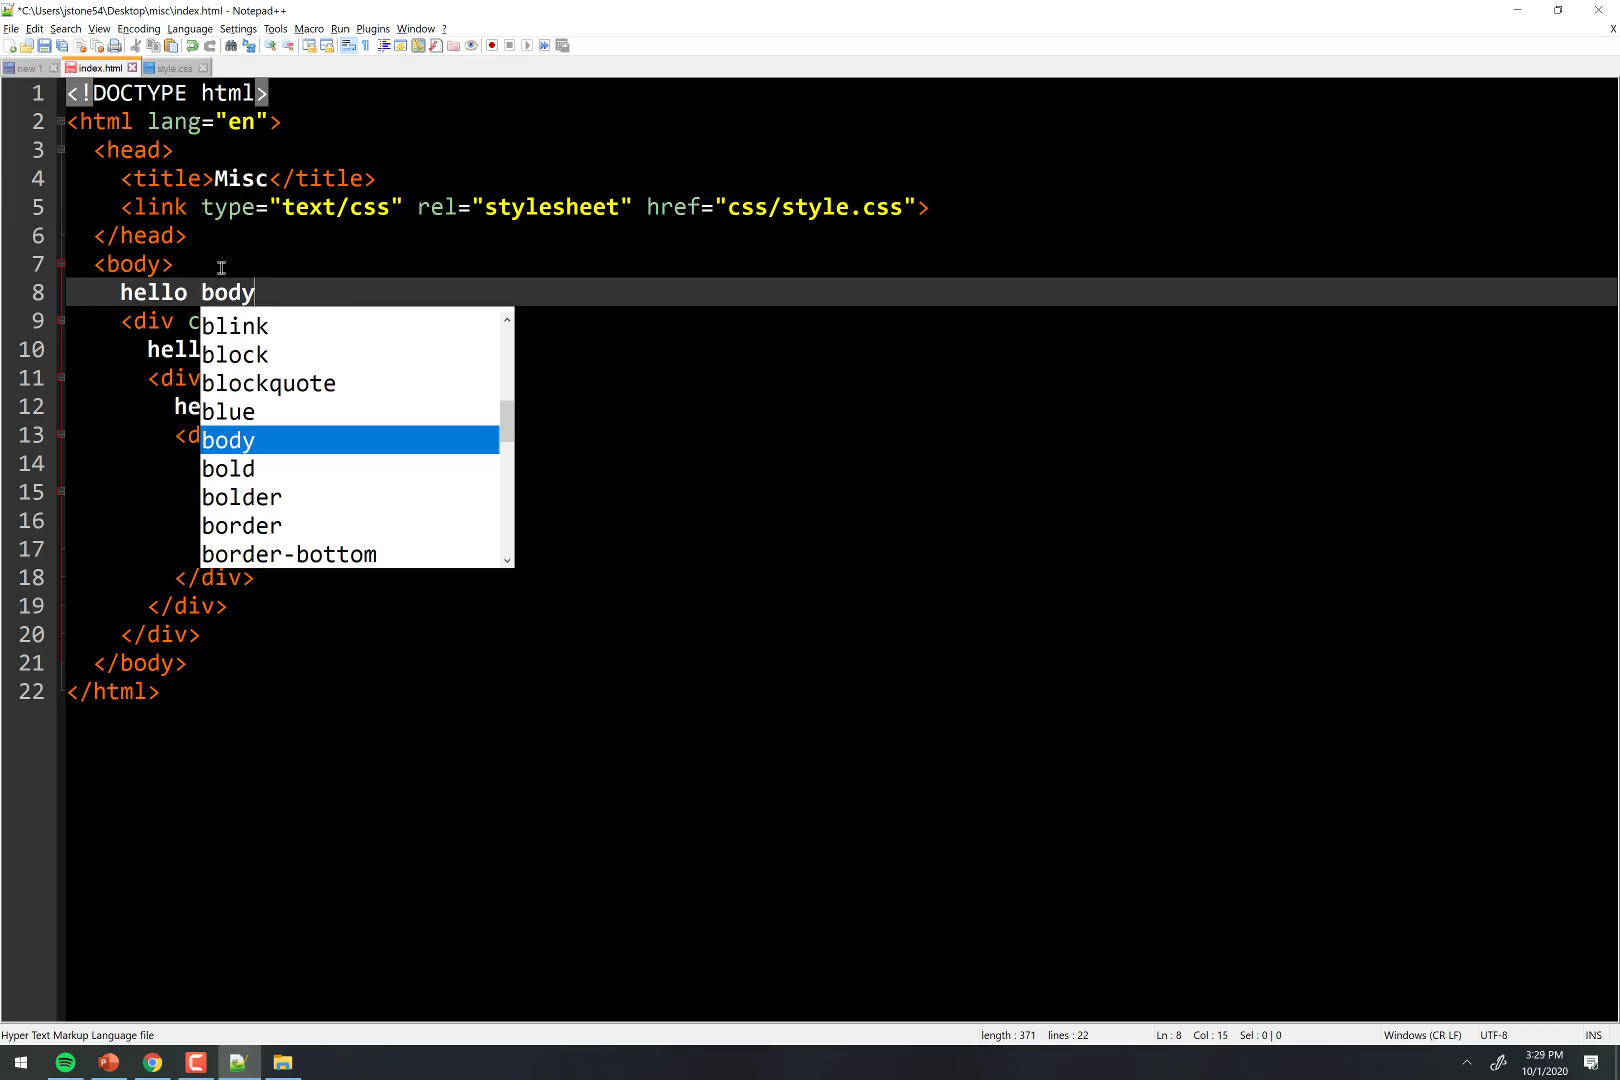 *C:\Users\jstone54\Desktop\misc\index.html - Notepad++
File Edit Search View Encoding Language Settings Tools Macro Run Plugins Window ? X
new 1 index.html style.css
1 <!DOCTYPE html>
2 <html lang="en">
3 <head>
4 <title>Misc</title>
5 <link type="text/css" rel="stylesheet" href="css/style.css">
6 </head>
7 <body>
8 hello body
9 <div c
10 hell
11 <div
12 he
13 <d
14
15
16
17
18 </div>
19 </div>
20 </div>
21 </body>
22 </html>
blink
block
blockquote
blue
body
bold
bolder
border
border-bottom
Hyper Text Markup Language file length : 371 lines : 22 Ln : 8 Col : 15 Sel : 0 | 0 Windows (CR LF) UTF-8 INS
3:29 PM
10/1/2020